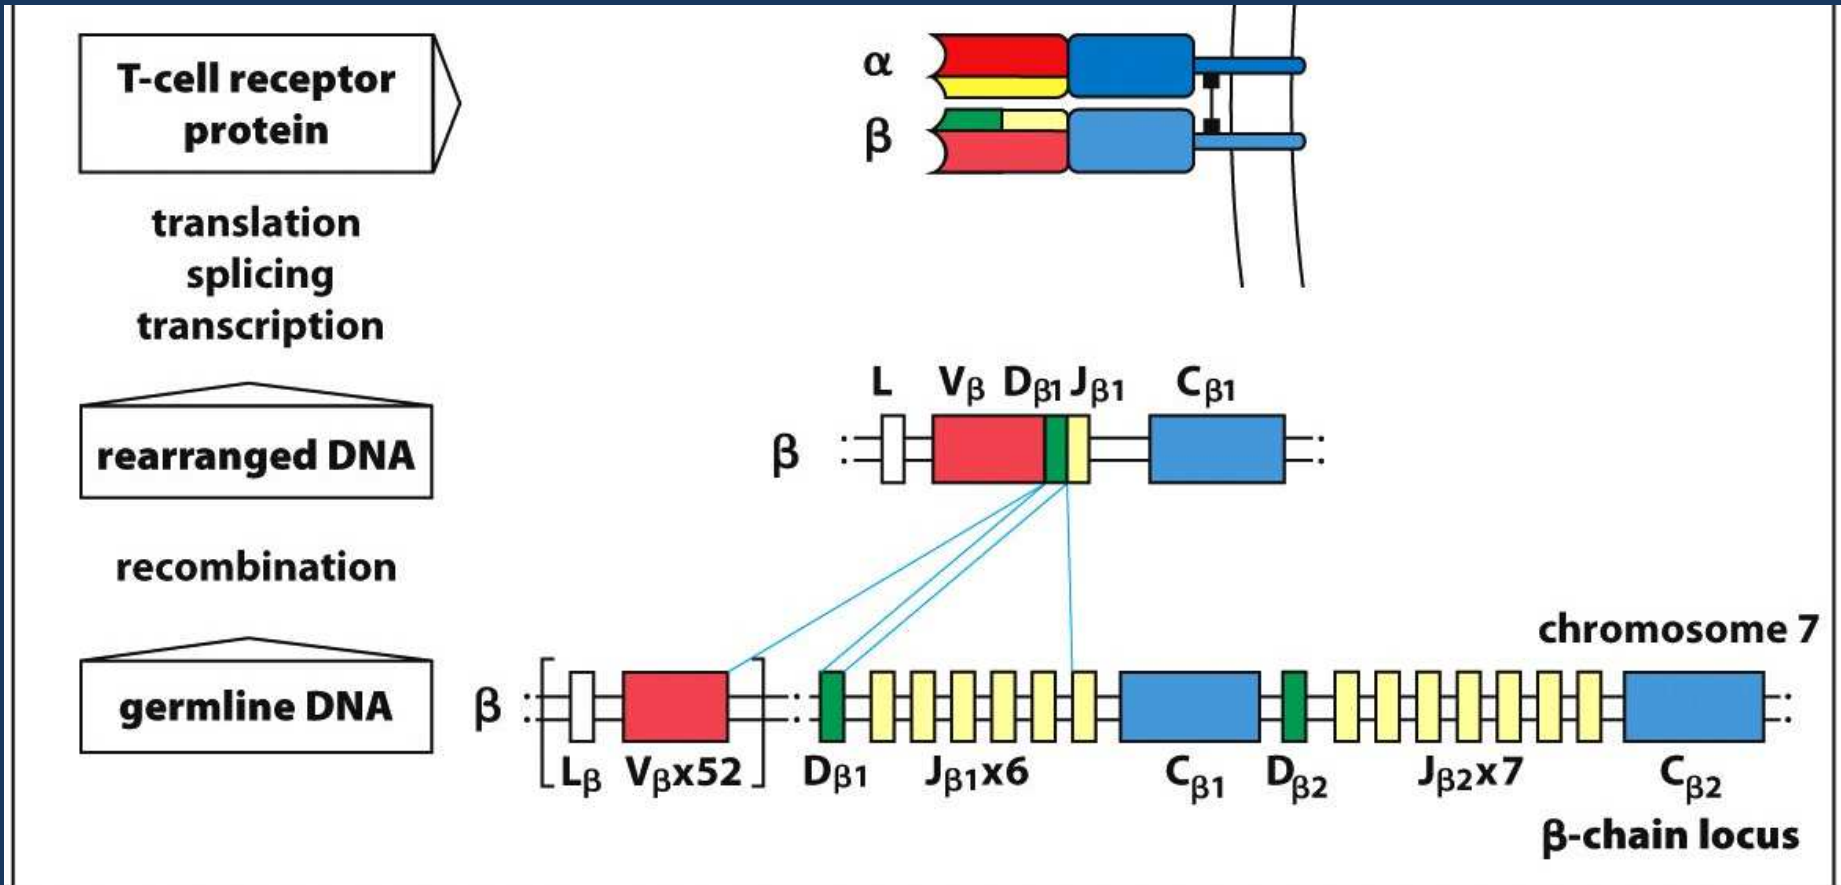 T-cell receptor
protein
α
β
translation
splicing
transcription
L Vβ Dβ1 Jβ1 Cβ1
rearranged DNA
β
recombination
chromosome 7
germline DNA
β
Lβ Vβx52 Dβ1 Jβ1x6 Cβ1 Dβ2 Jβ2x7 Cβ2
β-chain locus